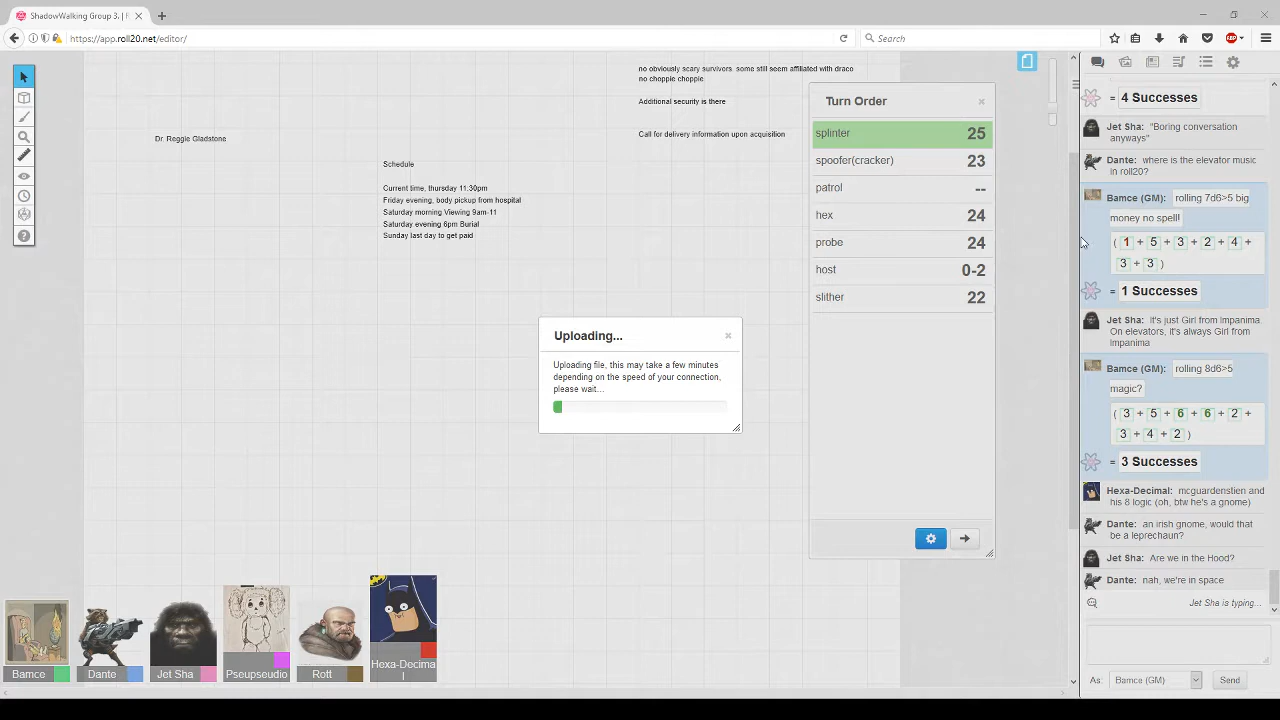 ShadowWalking Group 3. | F
https://app.roll20.net/editor/
Search
no obviously scary survivors some still seem affiliated with draco
no choppie choppie
Additional security is there
Call for delivery information upon acquisition
Dr. Reggie Gladstone
Schedule
Current time, thursday 11:30pm
Friday evening, body pickup from hospital
Saturday morning Viewing 9am-11
Saturday evening 6pm Burial
Sunday last day to get paid
Turn Order
splinter 25
spoofer(cracker) 23
patrol --
hex 24
probe 24
host 0-2
slither 22
Uploading...
Uploading file, this may take a few minutes
depending on the speed of your connection,
please wait...
= 4 Successes
Jet Sha: "Boring conversation
anyways"
Dante: where is the elevator music
in roll20?
Bamce (GM): rolling 7d6>5 big
money no spell!
( 1 + 5 + 3 + 2 + 4 +
3 + 3 )
= 1 Successes
Jet Sha: It's just Girl from Impanima.
On elevators, it's always Girl from
Impanima
Bamce (GM): rolling 8d6>5
magic?
( 3 + 5 + 6 + 6 + 2 +
3 + 4 + 2 )
= 3 Successes
Hexa-Decimal: mcguardenstien and
his 8 logic (oh, btw he's a gnome)
Dante: an irish gnome, would that
be a leprechaun?
Jet Sha: Are we in the Hood?
Dante: nah, we're in space
Jet Sha is typing...
As: Bamce (GM) Send
Bamce
Dante
Jet Sha
Pseupseudio
Rott
Hexa-Decima
l